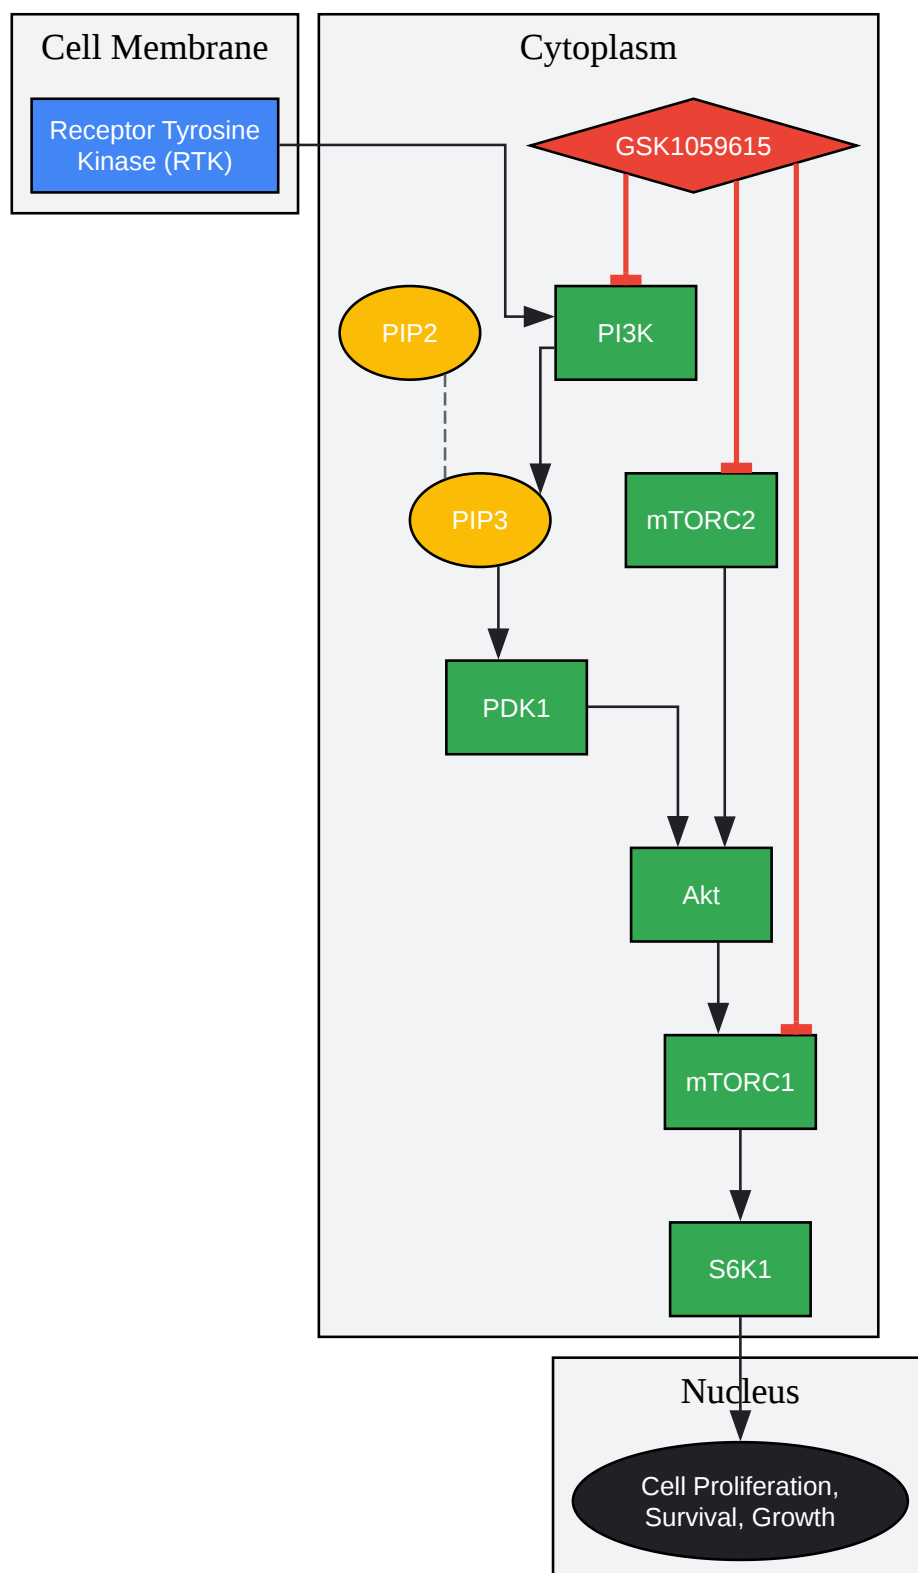 Cell Membrane
Cytoplasm
Receptor Tyrosine
Kinase (RTK)
GSK1059615
PIP2
PI3K
PIP3
mTORC2
PDK1
Akt
mTORC1
S6K1
Nucleus
Cell Proliferation,
Survival, Growth